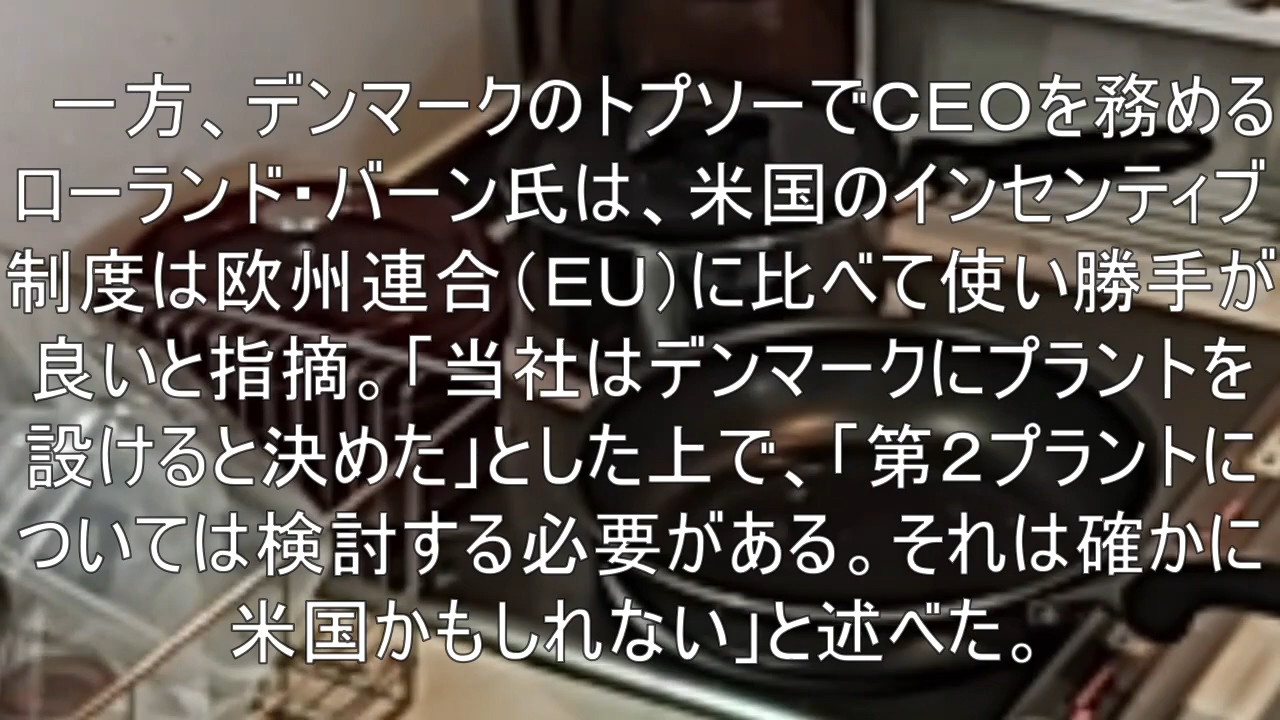 一方、デンマークのトプソーでＣＥＯを務める
ローランド・バーン氏は、米国のインセンティブ
制度は欧州連合（ＥＵ）に比べて使い勝手が
良いと指摘。「当社はデンマークにプラントを
設けると決めた」とした上で、「第２プラントに
ついては検討する必要がある。それは確かに
米国かもしれない」と述べた。